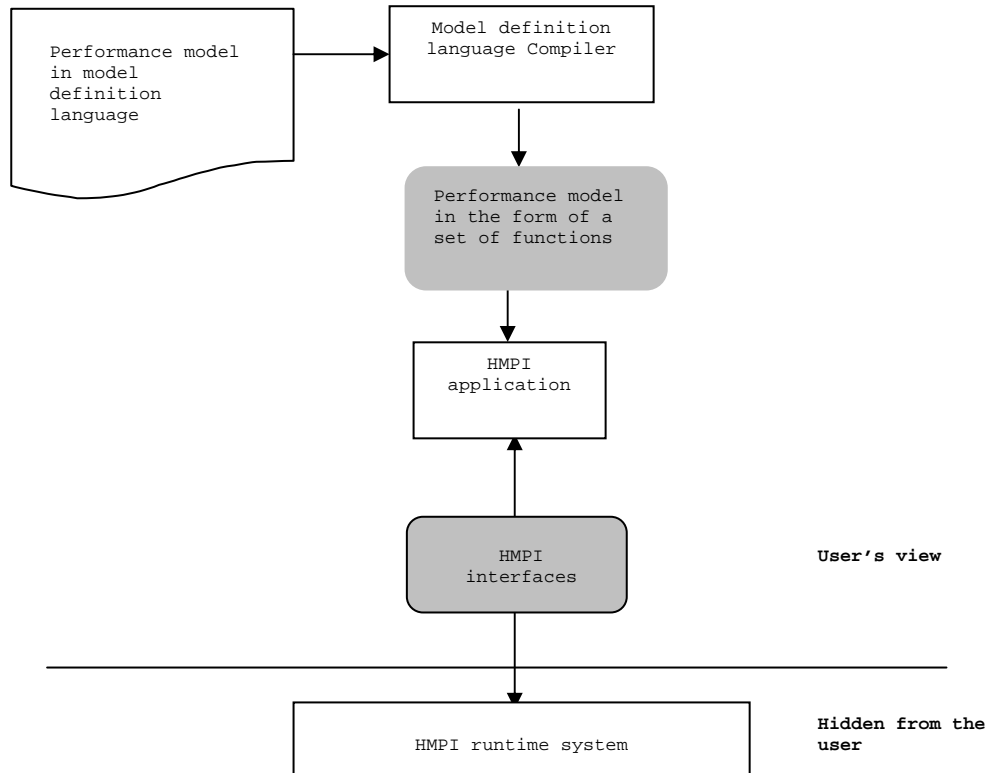 Performance model
in model
definition
language
Model definition
language Compiler
Performance model
in the form of a
set of functions
HMPI
application
HMPI
interfaces
User's view
HMPI runtime system
Hidden from the
user